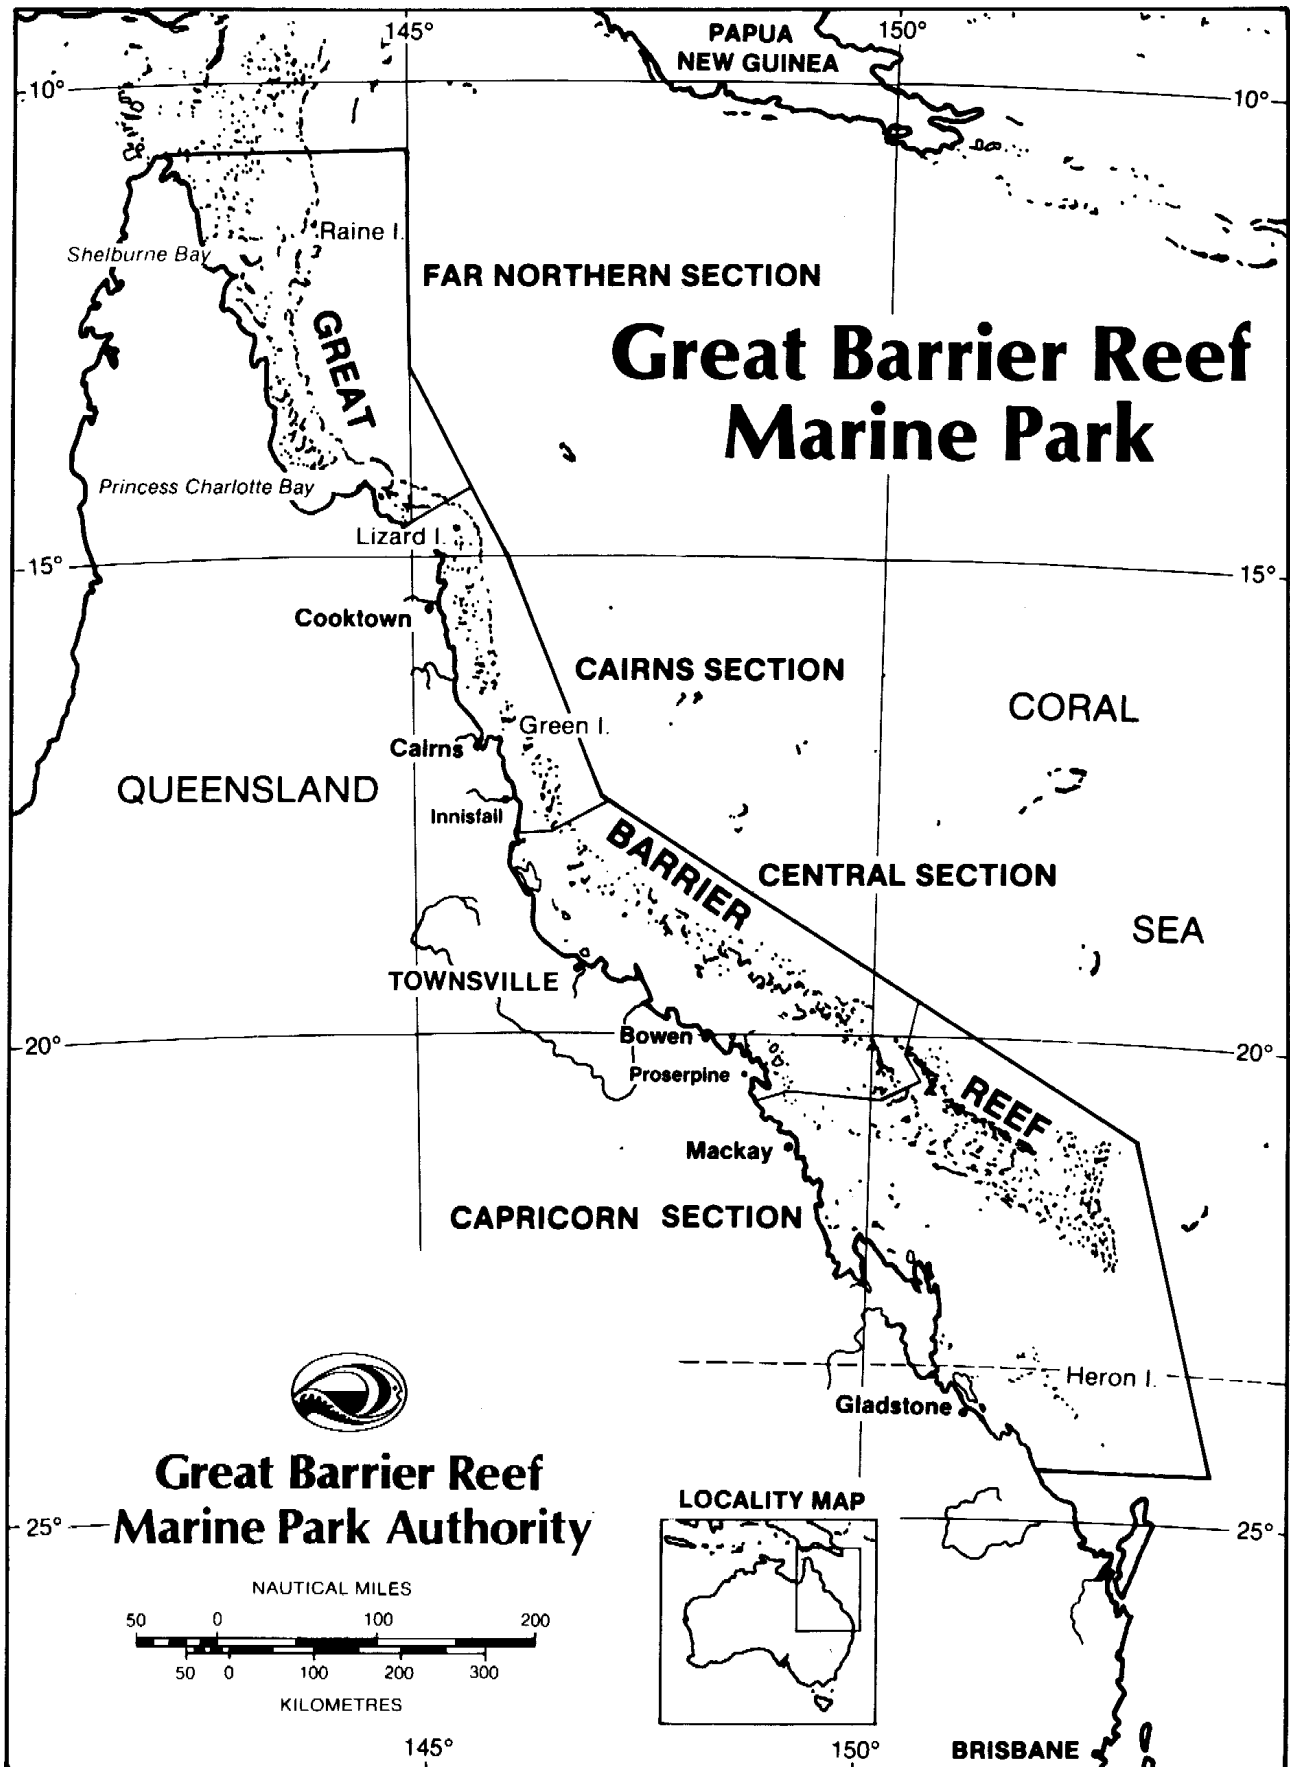 145°
150°
PAPUA
NEW GUINEA
10°
10°
Raine I.
Shelburne Bay
FAR NORTHERN SECTION
GREAT
Great Barrier Reef
Marine Park
Princess Charlotte Bay
Lizard I.
15°
15°
Cooktown
CAIRNS SECTION
CORAL
Green I.
Cairns
QUEENSLAND
Innisfail
BARRIER
CENTRAL SECTION
SEA
TOWNSVILLE
Bowen
20°
20°
Proserpine
REEF
Mackay
CAPRICORN SECTION
Heron I.
Gladstone
Great Barrier Reef
Marine Park Authority
LOCALITY MAP
25°
25°
NAUTICAL MILES
50 0 100 200
50 0 100 200 300
KILOMETRES
145°
150°
BRISBANE